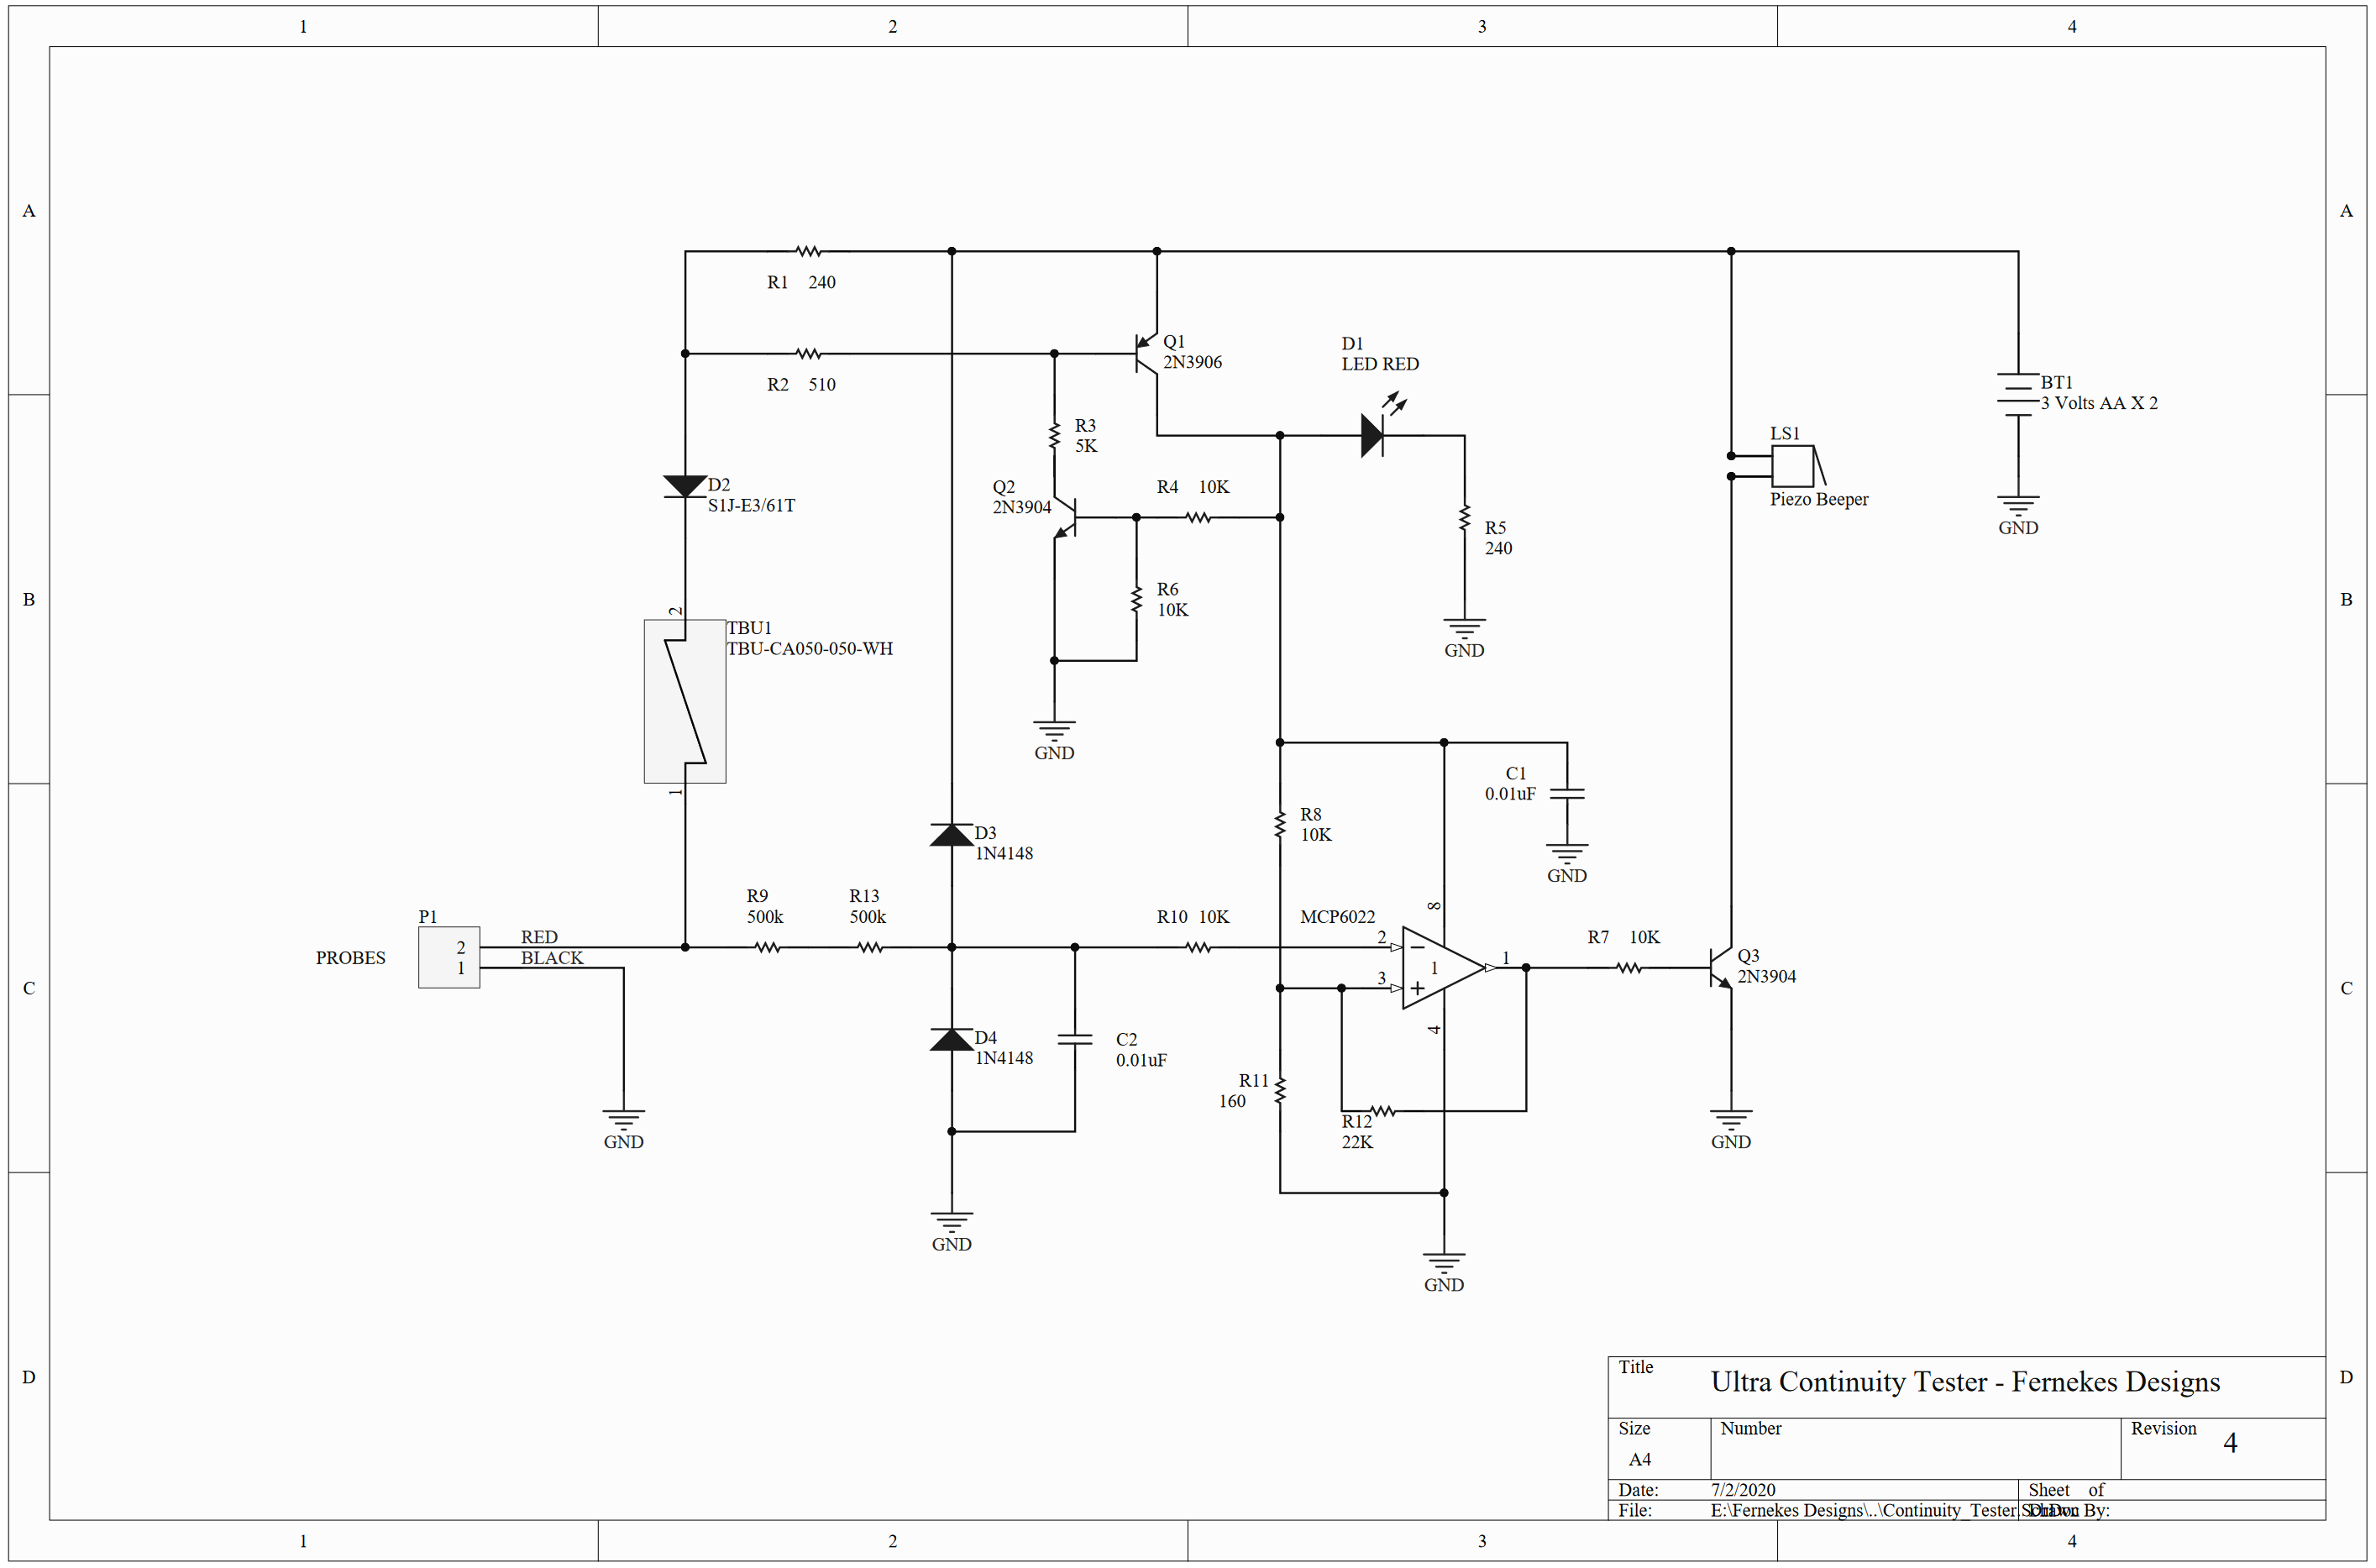 1 2 3 4
A A
R1 240
Q1
2N3906
D1
LED RED
R2 510
BT1
3 Volts AA X 2
R3
5K
LS1
Piezo Beeper
D2
S1J-E3/61T
Q2
2N3904
R4 10K
R5
240
GND
GND
B B
R6
10K
2
TBU1
TBU-CA050-050-WH
1
GND
GND
C1
0.01uF
GND
R8
10K
D3
1N4148
R9
500k
R13
500k
R10 10K
MCP6022
8
P1
PROBES
2
1
RED
BLACK
2
3
1
1
4
R7 10K
Q3
2N3904
C C
D4
1N4148
C2
0.01uF
R11
160
R12
22K
GND
GND
GND
GND
D D
Title
Ultra Continuity Tester - Fernekes Designs
Size
A4
Number
Revision
4
Date: 7/2/2020
Sheet of
File: E:\Fernekes Designs\..\Continuity_Tester.SchDoc
Drawn By:
1 2 3 4